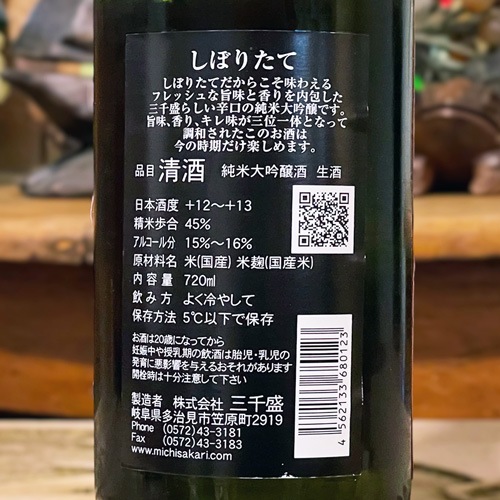 しぼりたて
しぼりたてだからこそ味わえる
フレッシュな旨味と香りを内包した
三千盛らしい辛口の純米大吟醸です。
旨味、香り、キレ味が三位一体となって
調和されたこのお酒は
今の時期だけ楽しめます。
品目 清酒 純米大吟醸酒 生酒
日本酒度 +12〜+13
精米歩合 45%
アルコール分 15%〜16%
原材料名 米(国産) 米麹(国産米)
内容量 720ml
飲み方 よく冷やして
保存方法 5℃以下で保存
お酒は20歳になってから
妊娠中や授乳期の飲酒は胎児・乳児の
発育に悪影響を与えるおそれがあります
開栓時は十分注意して下さい
製造者 株式会社 三千盛
岐阜県多治見市笠原町2919
Phone (0572)43-3181
Fax (0572)43-3183
www.michisakari.com
4 562133 680123